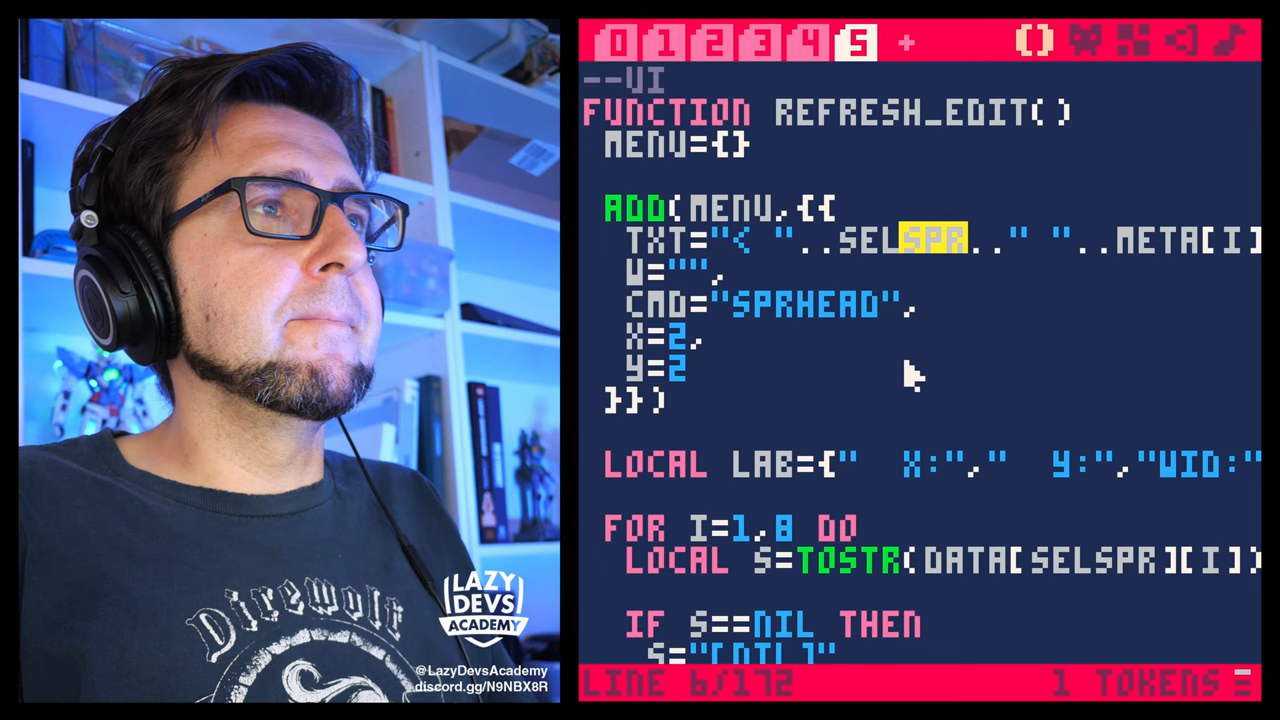 Direwolf
LAZY
DEVS
ACADEMY
@LazyDevsAcademy
discord.gg/N9NBX8R
0 1 2 3 4 5 +
--UI
FUNCTION REFRESH_EDIT()
MENU={}
ADD(MENU,{{
TXT="< "..SELSPR.." "..META[I]
W="",
CMD="SPRHEAD",
X=2,
Y=2
}})
LOCAL LAB={"  X:","  Y:","WID:"
FOR I=1,8 DO
LOCAL S=TOSTR(DATA[SELSPR][I])
IF S==NIL THEN
S="[NIL]"
LINE 6/172
1 TOKENS